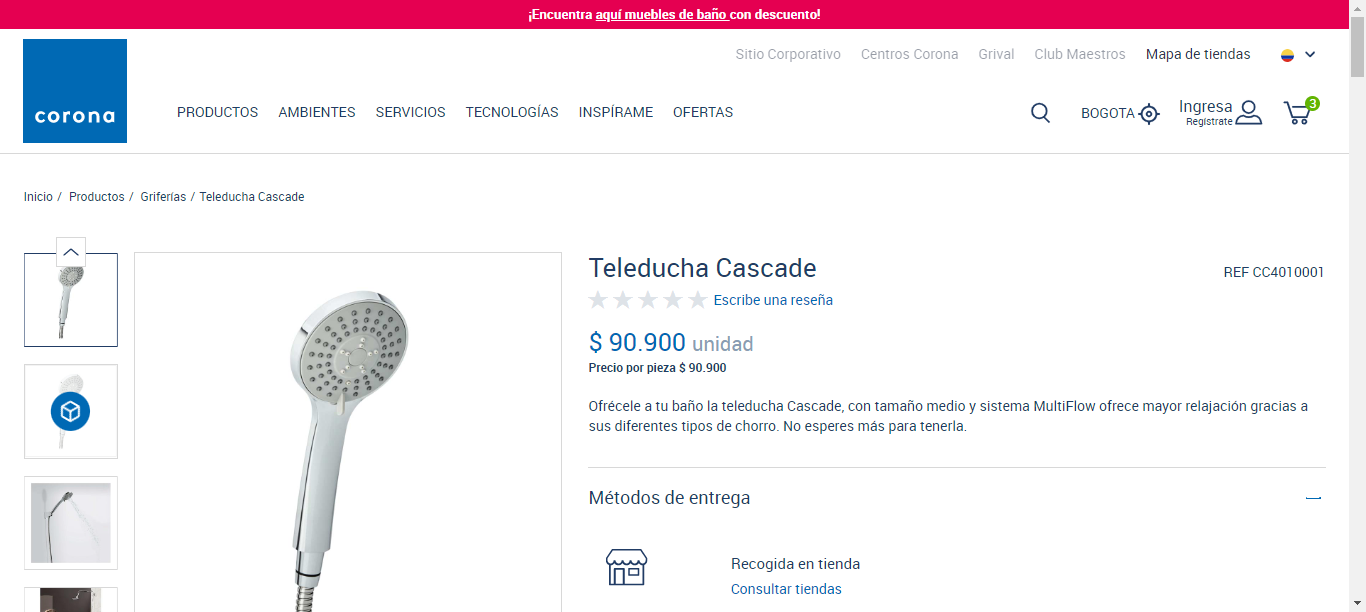 ¡Encuentra aquí muebles de baño con descuento!
Sitio Corporativo Centros Corona Grival Club Maestros Mapa de tiendas
corona
PRODUCTOS AMBIENTES SERVICIOS TECNOLOGÍAS INSPÍRAME OFERTAS
BOGOTA
Ingresa
Regístrate
3
Inicio / Productos / Griferías / Teleducha Cascade
Teleducha Cascade
REF CC4010001
Escribe una reseña
$ 90.900 unidad
Precio por pieza $ 90.900
Ofrécele a tu baño la teleducha Cascade, con tamaño medio y sistema MultiFlow ofrece mayor relajación gracias a
sus diferentes tipos de chorro. No esperes más para tenerla.
Métodos de entrega
Recogida en tienda
Consultar tiendas